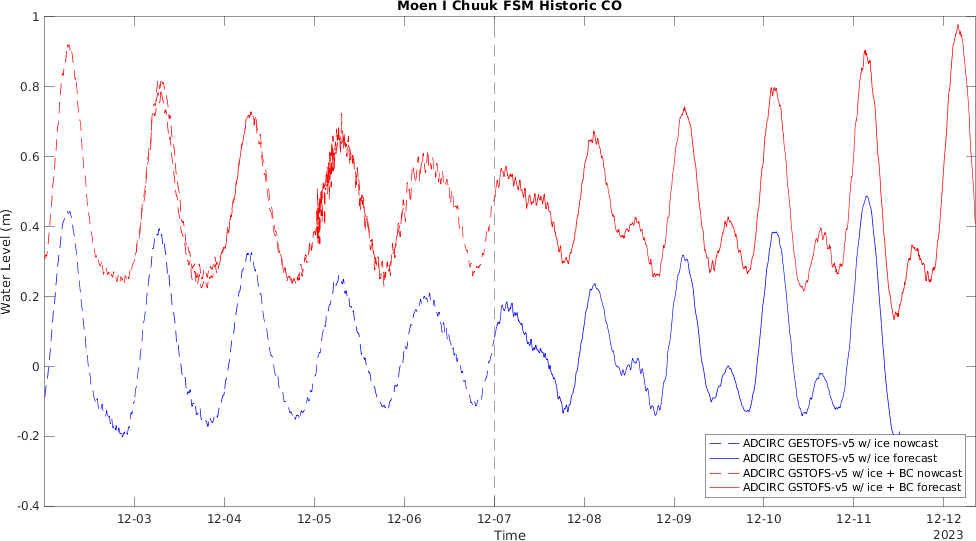 Moen I Chuuk FSM Historic CO
1
0.8
0.6
0.4
0.2
0
-0.2
-0.4
Water Level (m)
ADCIRC GESTOFS-v5 w/ ice nowcast
ADCIRC GESTOFS-v5 w/ ice forecast
ADCIRC GSTOFS-v5 w/ ice + BC nowcast
ADCIRC GSTOFS-v5 w/ ice + BC forecast
12-03 12-04 12-05 12-06 12-07 12-08 12-09 12-10 12-11 12-12
Time 2023